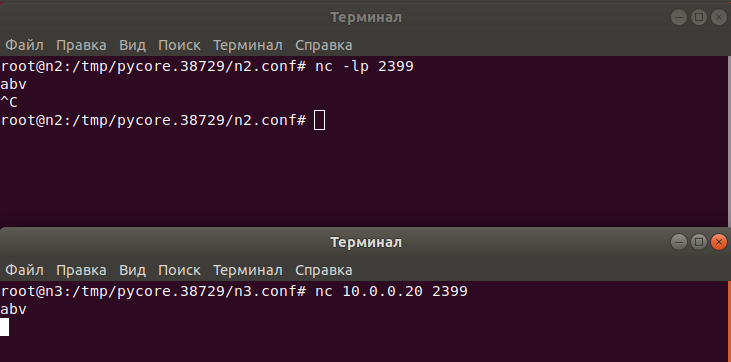 Терминал
Файл Правка Вид Поиск Терминал Справка
root@n2:/tmp/pycore.38729/n2.conf# nc -lp 2399
abv
^C
root@n2:/tmp/pycore.38729/n2.conf#
Терминал
Файл Правка Вид Поиск Терминал Справка
root@n3:/tmp/pycore.38729/n3.conf# nc 10.0.0.20 2399
abv